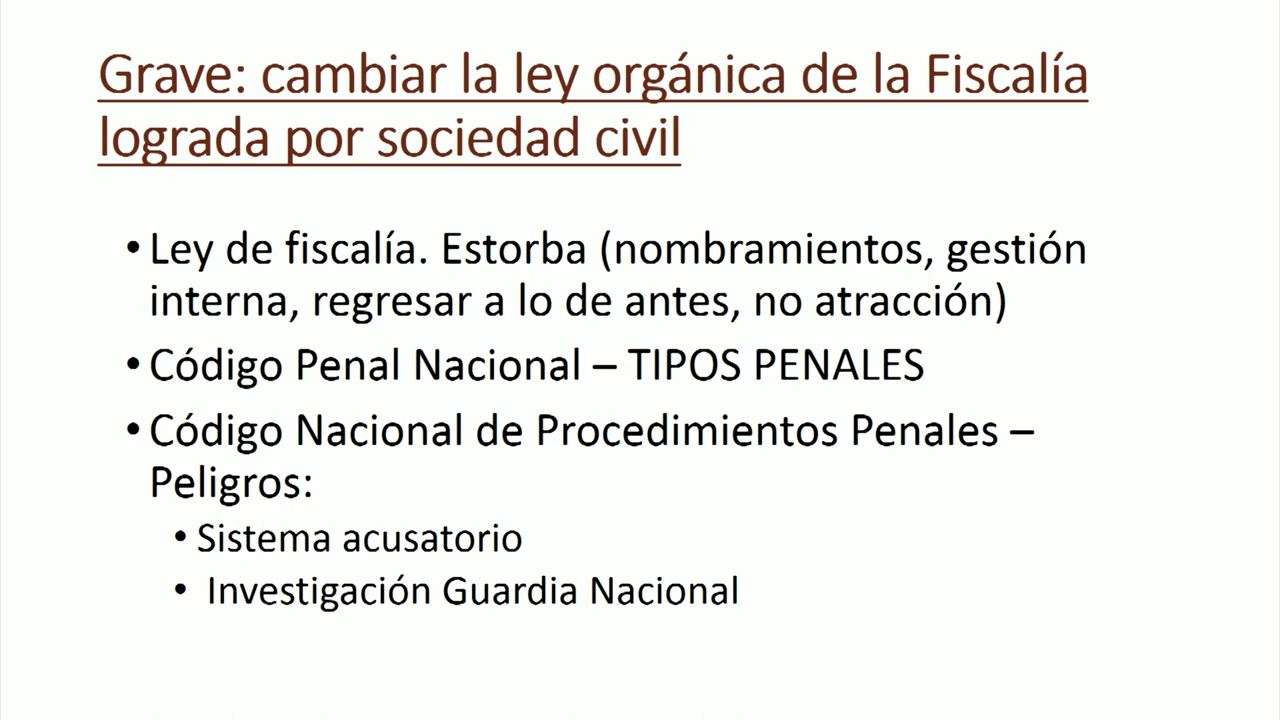 Grave: cambiar la ley orgánica de la Fiscalía
lograda por sociedad civil
• Ley de fiscalía. Estorba (nombramientos, gestión
interna, regresar a lo de antes, no atracción)
• Código Penal Nacional – TIPOS PENALES
• Código Nacional de Procedimientos Penales –
Peligros:
• Sistema acusatorio
• Investigación Guardia Nacional